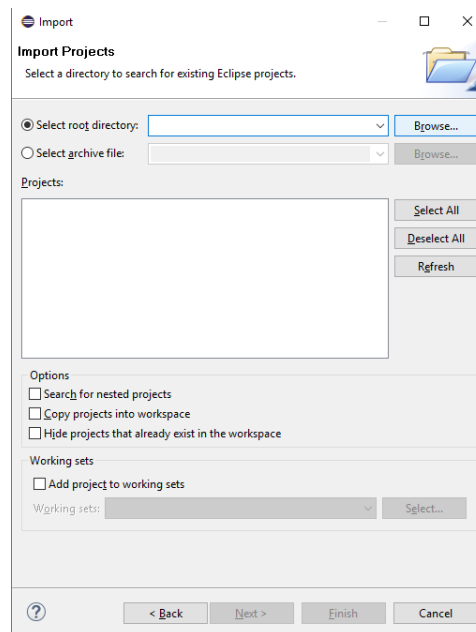 Import
Import Projects
Select a directory to search for existing Eclipse projects.
Select root directory:
Browse...
Select archive file:
Browse...
Projects:
Select All
Deselect All
Refresh
Options
Search for nested projects
Copy projects into workspace
Hide projects that already exist in the workspace
Working sets
Add project to working sets
Working sets:
Select...
?
< Back
Next >
Finish
Cancel